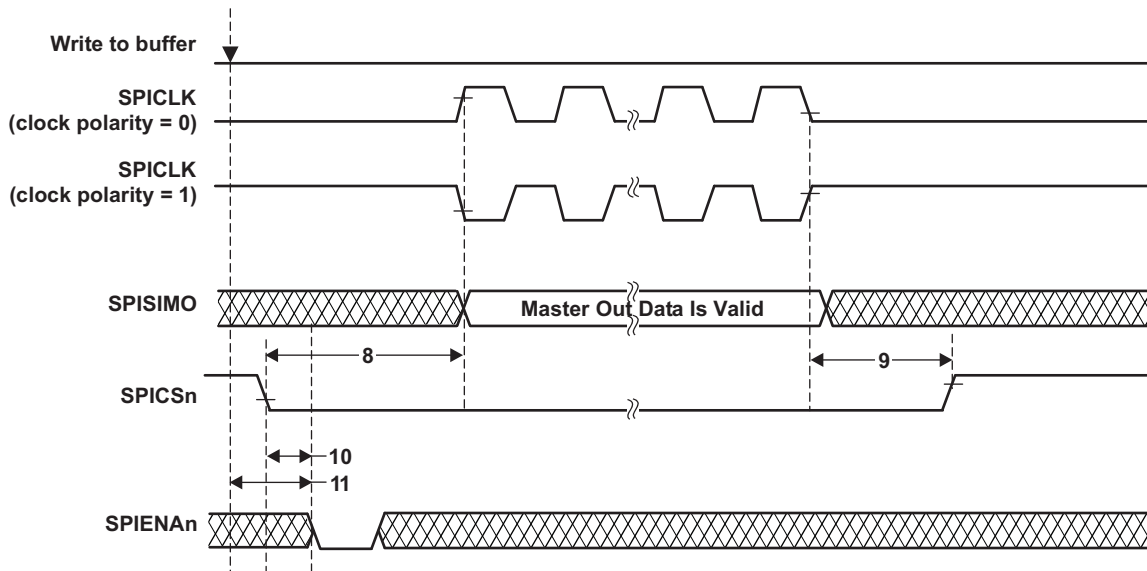 Write to buffer
SPICLK
(clock polarity = 0)
SPICLK
(clock polarity = 1)
SPISIMO
Master Out Data Is Valid
8
9
SPICSn
10
11
SPIENAn